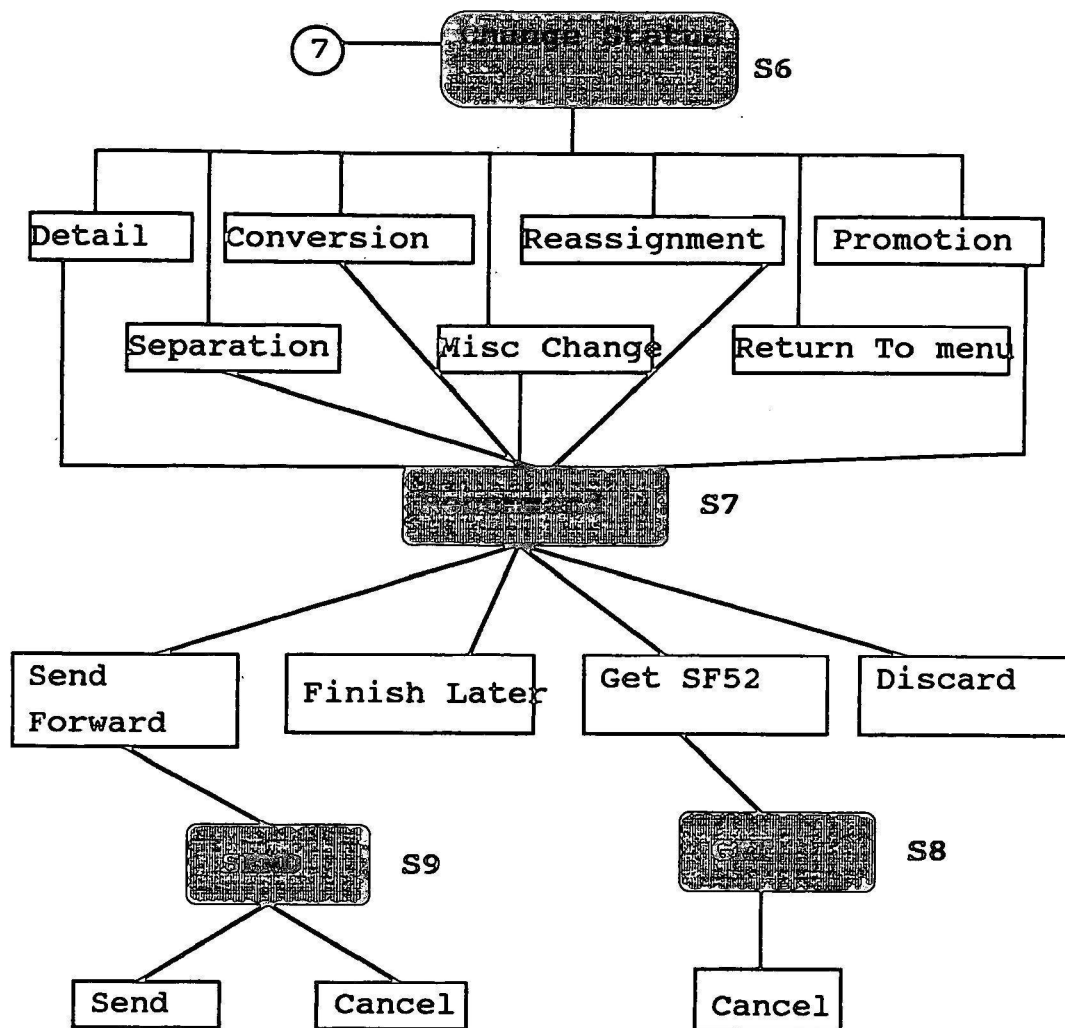 7
Change Status
S6
Detail
Conversion
Reassignment
Promotion
Separation
Misc Change
Return To menu
S7
Send
Forward
Finish Later
Get SF52
Discard
SEND
S9
S8
Send
Cancel
Cancel